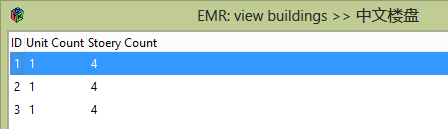 EMR: view buildings >> 中文楼盘
ID Unit Count Stoery Count
1 1 4
2 1 4
3 1 4